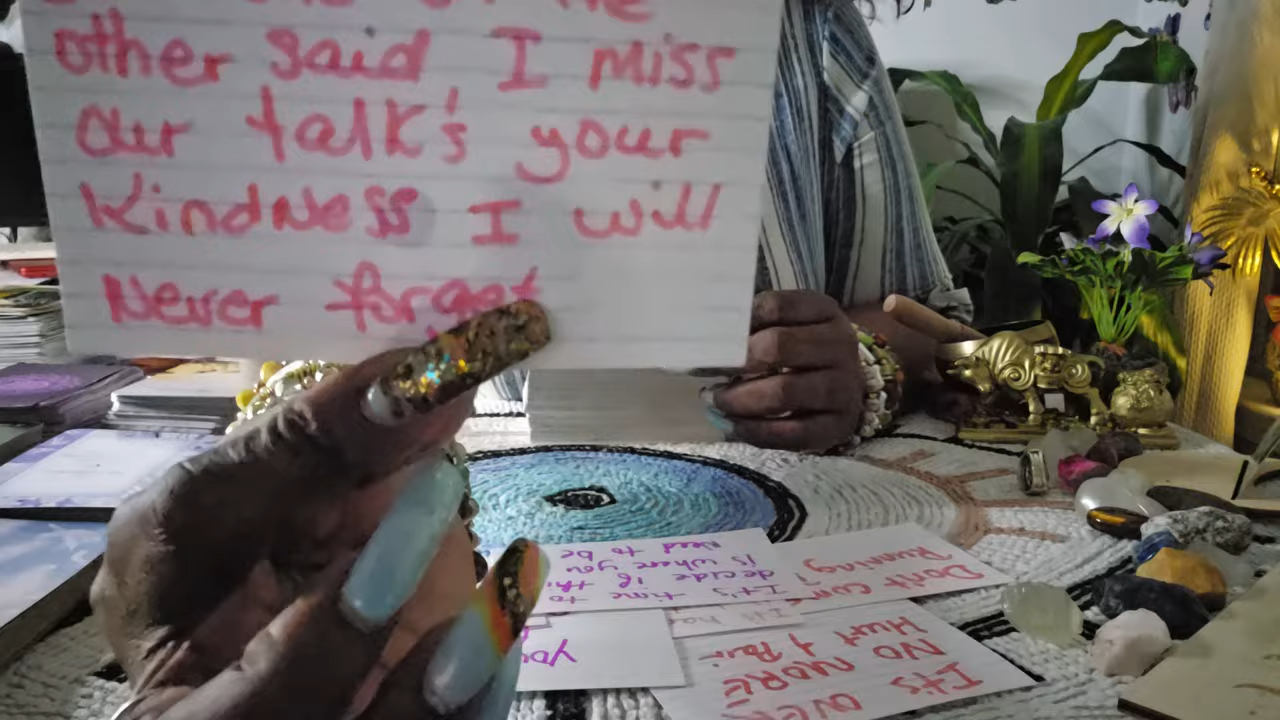 other said I miss
our talk's your
kindness I will
Never forget
It's time to
decide if this
is where you
need to be
Don't come
Running
It's
you
It's OVER
NO MORE
Hurt & Pain